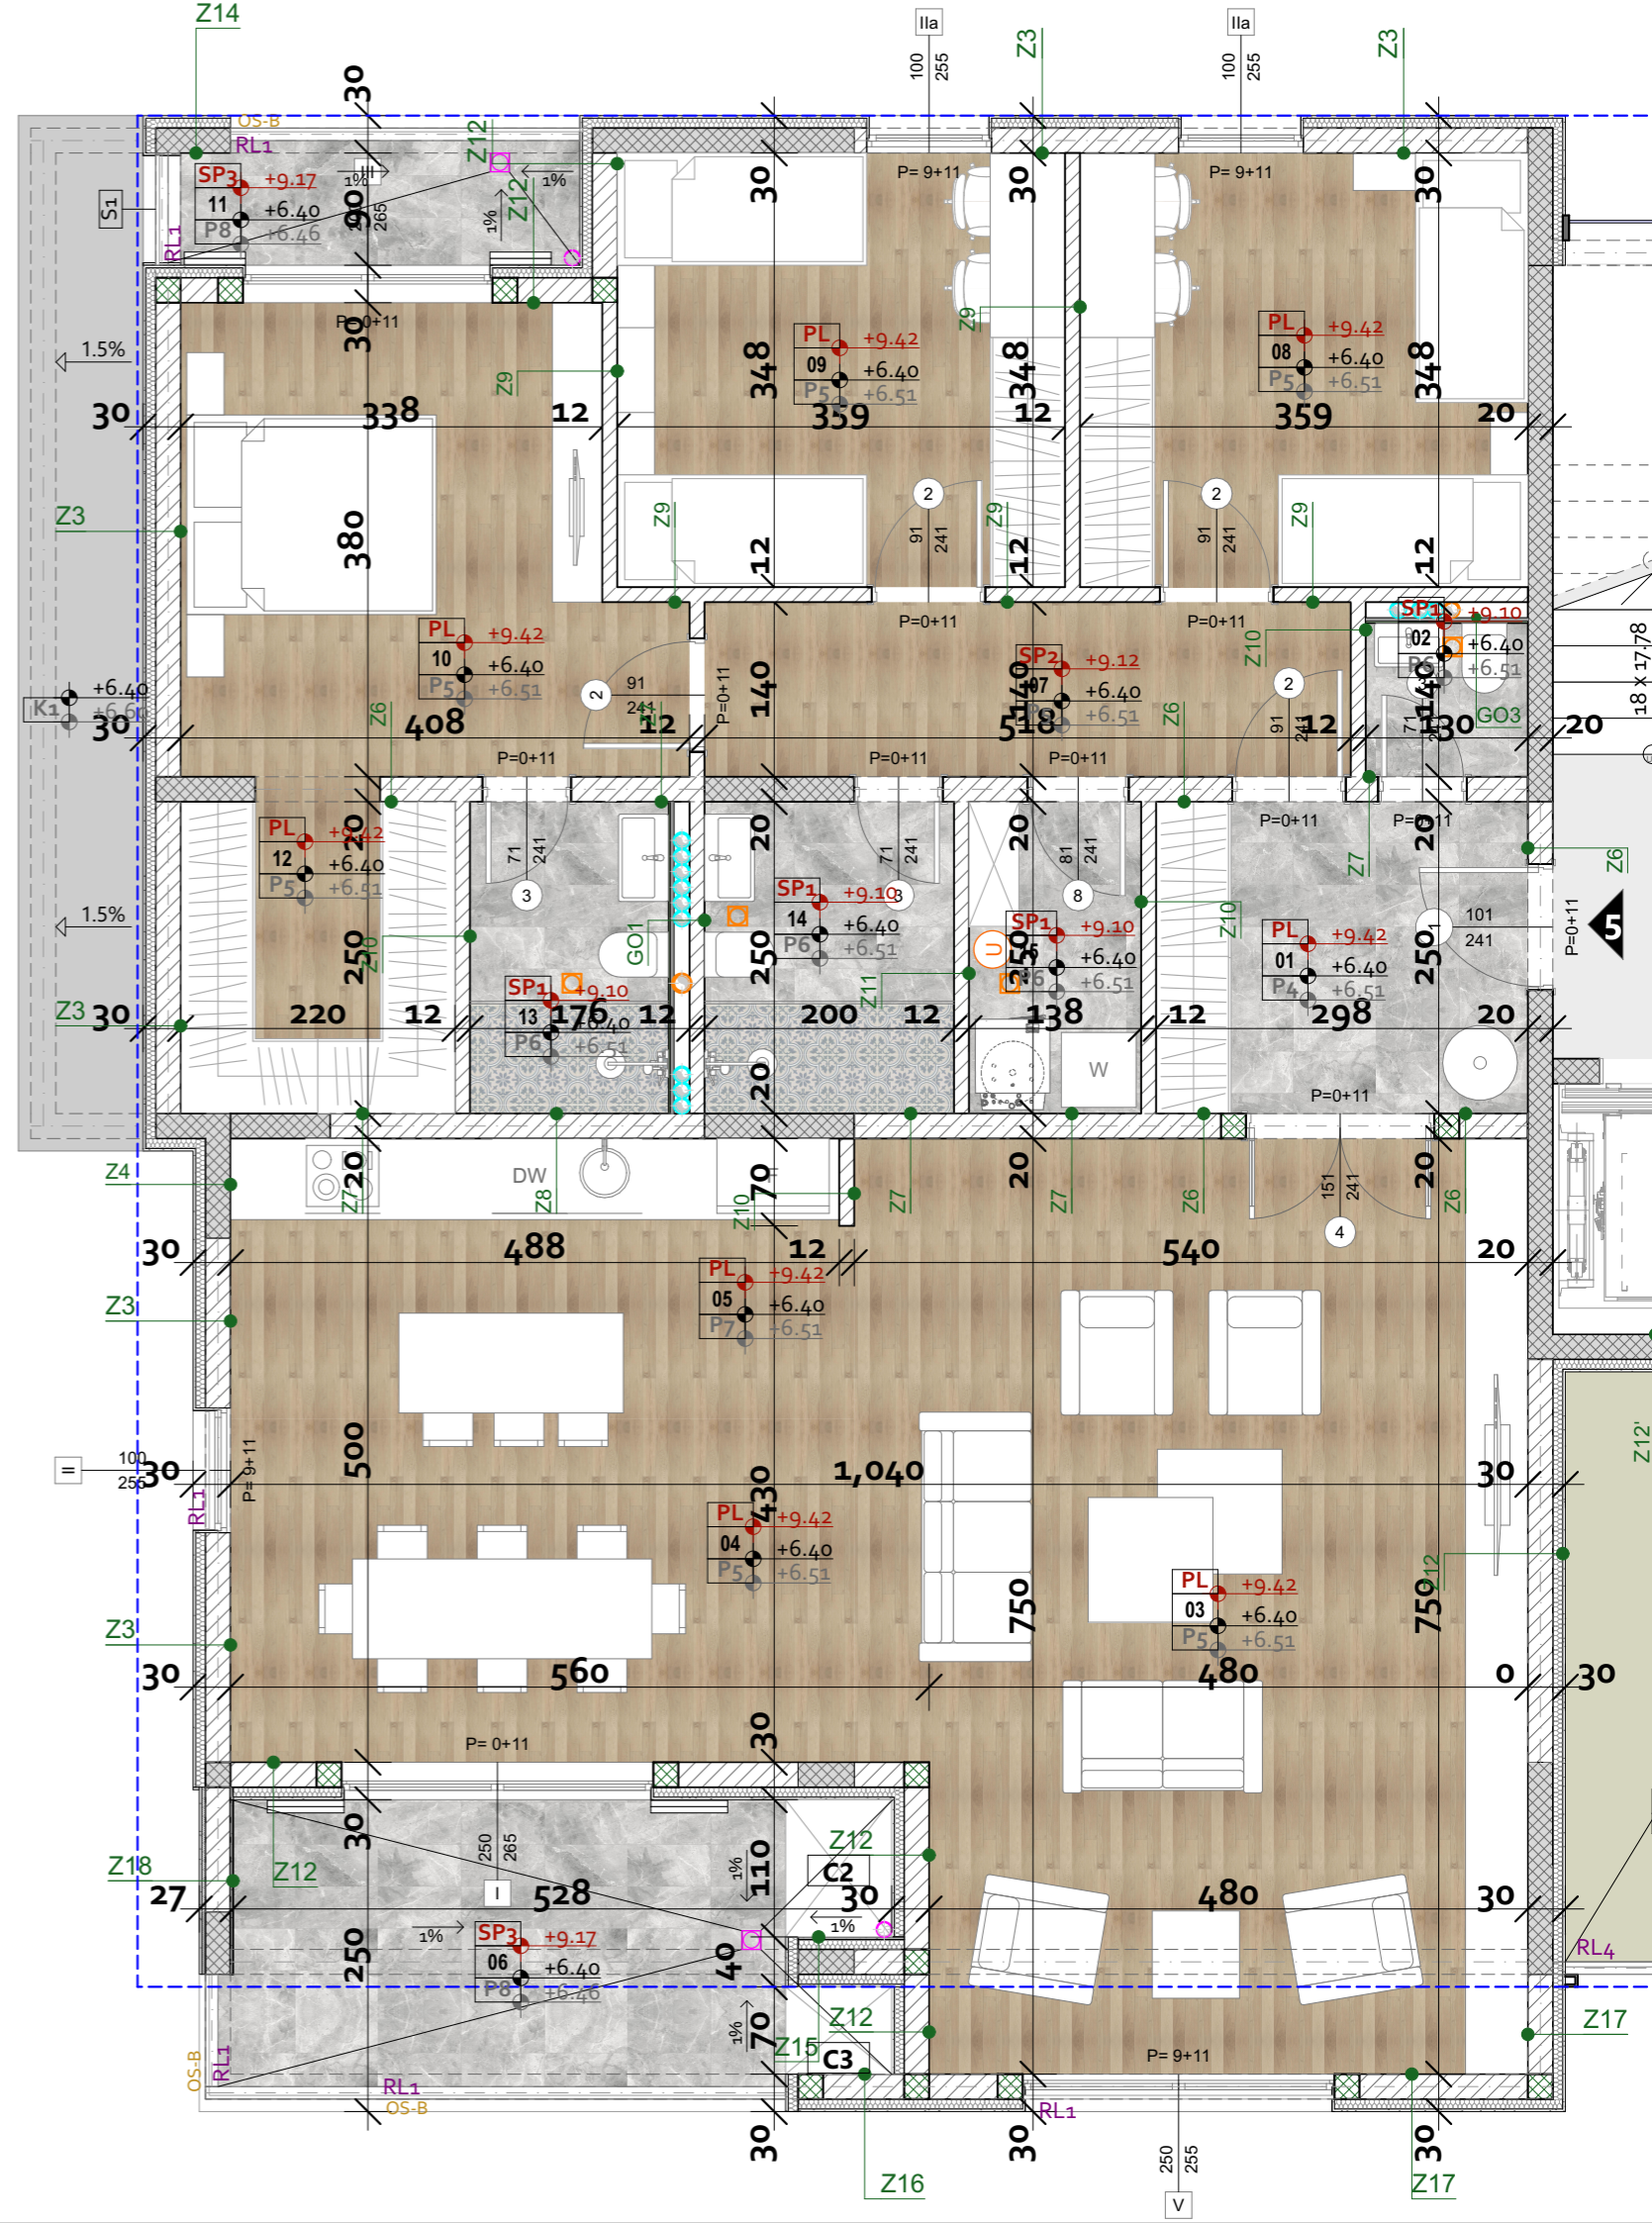 Z14
IIa
IIa
100
255
Z3
100
255
Z3
30
OS-B
RL1
Z12
SP3
+9.17
11
+6.40
P8
+6.46
1%
1%
1%
90
265
Z12
S1
RL1
30
30
30
P= 9+11
P= 9+11
P=0+11
30
1.5%
Z9
Z9
PL
+9.42
09
+6.40
P5
+6.51
PL
+9.42
08
+6.40
P5
+6.51
348
348
348
30
338
12
359
12
359
20
Z3
380
Z9
Z9
Z9
2
2
91
241
91
241
12
12
12
P=0+11
P=0+11
PL
+9.42
10
+6.40
P5
+6.51
2
91
241
P=0+11
140
SP2
+9.12
07
+6.40
+6.51
140
2
91
241
Z10
SP1
+9.10
02
+6.40
P6
+6.51
140
71
GO3
18 x 17.78
K1
+6.40
30
408
12
518
12
130
20
Z6
Z6
P=0+11
P=0+11
P=0+11
P=0+11
P=0+11
PL
+9.42
12
+6.40
P5
+6.51
20
20
20
20
71
241
3
71
241
3
81
241
8
Z7
Z6
Z10
1.5%
250
Z10
GO1
SP1
+9.10
14
+6.40
P6
+6.51
250
Z11
SP1
+9.10
+6.40
+6.51
250
U
PL
+9.42
01
+6.40
P4
+6.51
250
1
101
241
P=0+11
5
SP1
+9.10
13
+6.40
P6
+6.51
Z3
30
220
12
176
12
200
12
138
12
298
20
20
W
P=0+11
Z4
20
Z7
DW
Z8
70
Z10
Z7
20
Z7
Z6
151
241
4
20
Z6
30
488
12
540
20
Z3
PL
+9.42
05
+6.40
P7
+6.51
II
100
255
30
RL1
P= 9+11
500
430
1,040
30
Z12'
PL
+9.42
04
+6.40
P5
+6.51
PL
+9.42
03
+6.40
P5
+6.51
750
750
Z12
Z3
30
560
480
0
30
P= 0+11
30
30
Z18
Z12
250
265
I
1%
110
Z12
C2
27
528
30
480
30
1%
1%
SP3
+9.17
06
+6.40
P8
+6.46
250
40
RL4
1%
70
Z12
Z15
C3
P= 9+11
Z17
OS-B
RL1
RL1
OS-B
RL1
30
30
30
250
255
Z16
V
Z17